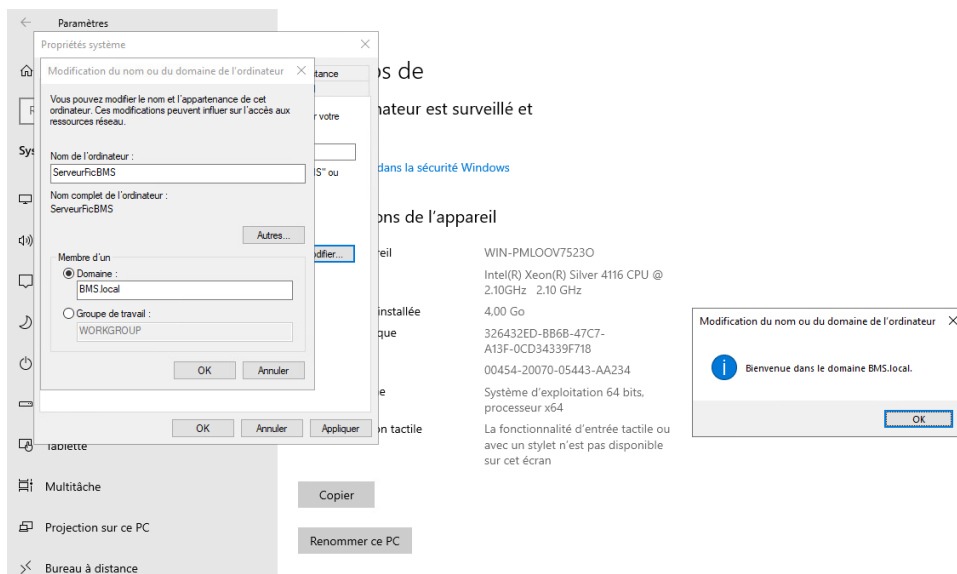 Paramètres
Propriétés système
Modification du nom ou du domaine de l'ordinateur
Vous pouvez modifier le nom et l'appartenance de cet
ordinateur. Ces modifications peuvent influer sur l'accès aux
ressources réseau.
Nom de l'ordinateur :
ServeurFicBMS
Nom complet de l'ordinateur :
ServeurFicBMS
Autres...
Membre d'un
Domaine :
BMS.local
Groupe de travail :
WORKGROUP
OK Annuler
OK Annuler Appliquer
tance
r votre
S" ou
odifier...
Sys
os de
nateur est surveillé et
dans la sécurité Windows
ons de l'appareil
reil WIN-PMLOOV7523O
Intel(R) Xeon(R) Silver 4116 CPU @
2.10GHz 2.10 GHz
installée 4,00 Go
que 326432ED-BB6B-47C7-
A13F-0CD34339F718
00454-20070-05443-AA234
e Système d'exploitation 64 bits,
processeur x64
on tactile La fonctionnalité d'entrée tactile ou
avec un stylet n'est pas disponible
sur cet écran
Copier
Renommer ce PC
Tablette
Multitâche
Projection sur ce PC
Bureau à distance
Modification du nom ou du domaine de l'ordinateur
Bienvenue dans le domaine BMS.local.
OK